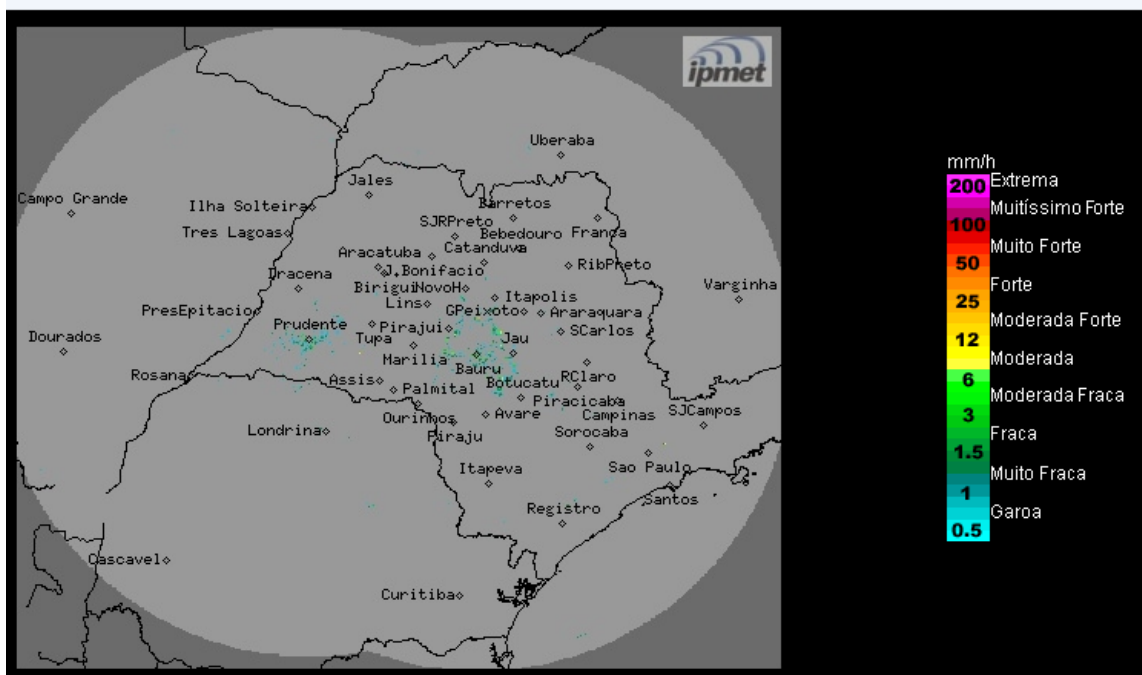 ipmet
Uberaba
Jales
Campo Grande
Ilha Solteira
Barretos
SJRPreto
Tres Lagoas
Bebedouro
Franca
Aracatuba
Catanduva
Dracena
J.Bonifacio
RibPreto
Birigui
NovoH
Itapolis
Varginha
Lins
PresEpitacio
GPeixoto
Araraquara
Prudente
Pirajui
SCarlos
Dourados
Tupa
Jau
Marilia
Bauru
Rosana
Assis
Botucatu
RClaro
Palmital
Piracicaba
Ourinhos
Avare
Campinas
SJCampos
Londrina
Piraju
Sorocaba
Itapeva
Sao Paulo
Santos
Registro
Cascavel
Curitiba
mm/h
200 Extrema
Muitíssimo Forte
100
Muito Forte
50
Forte
25
Moderada Forte
12
Moderada
6
Moderada Fraca
3
Fraca
1.5
Muito Fraca
1
Garoa
0.5